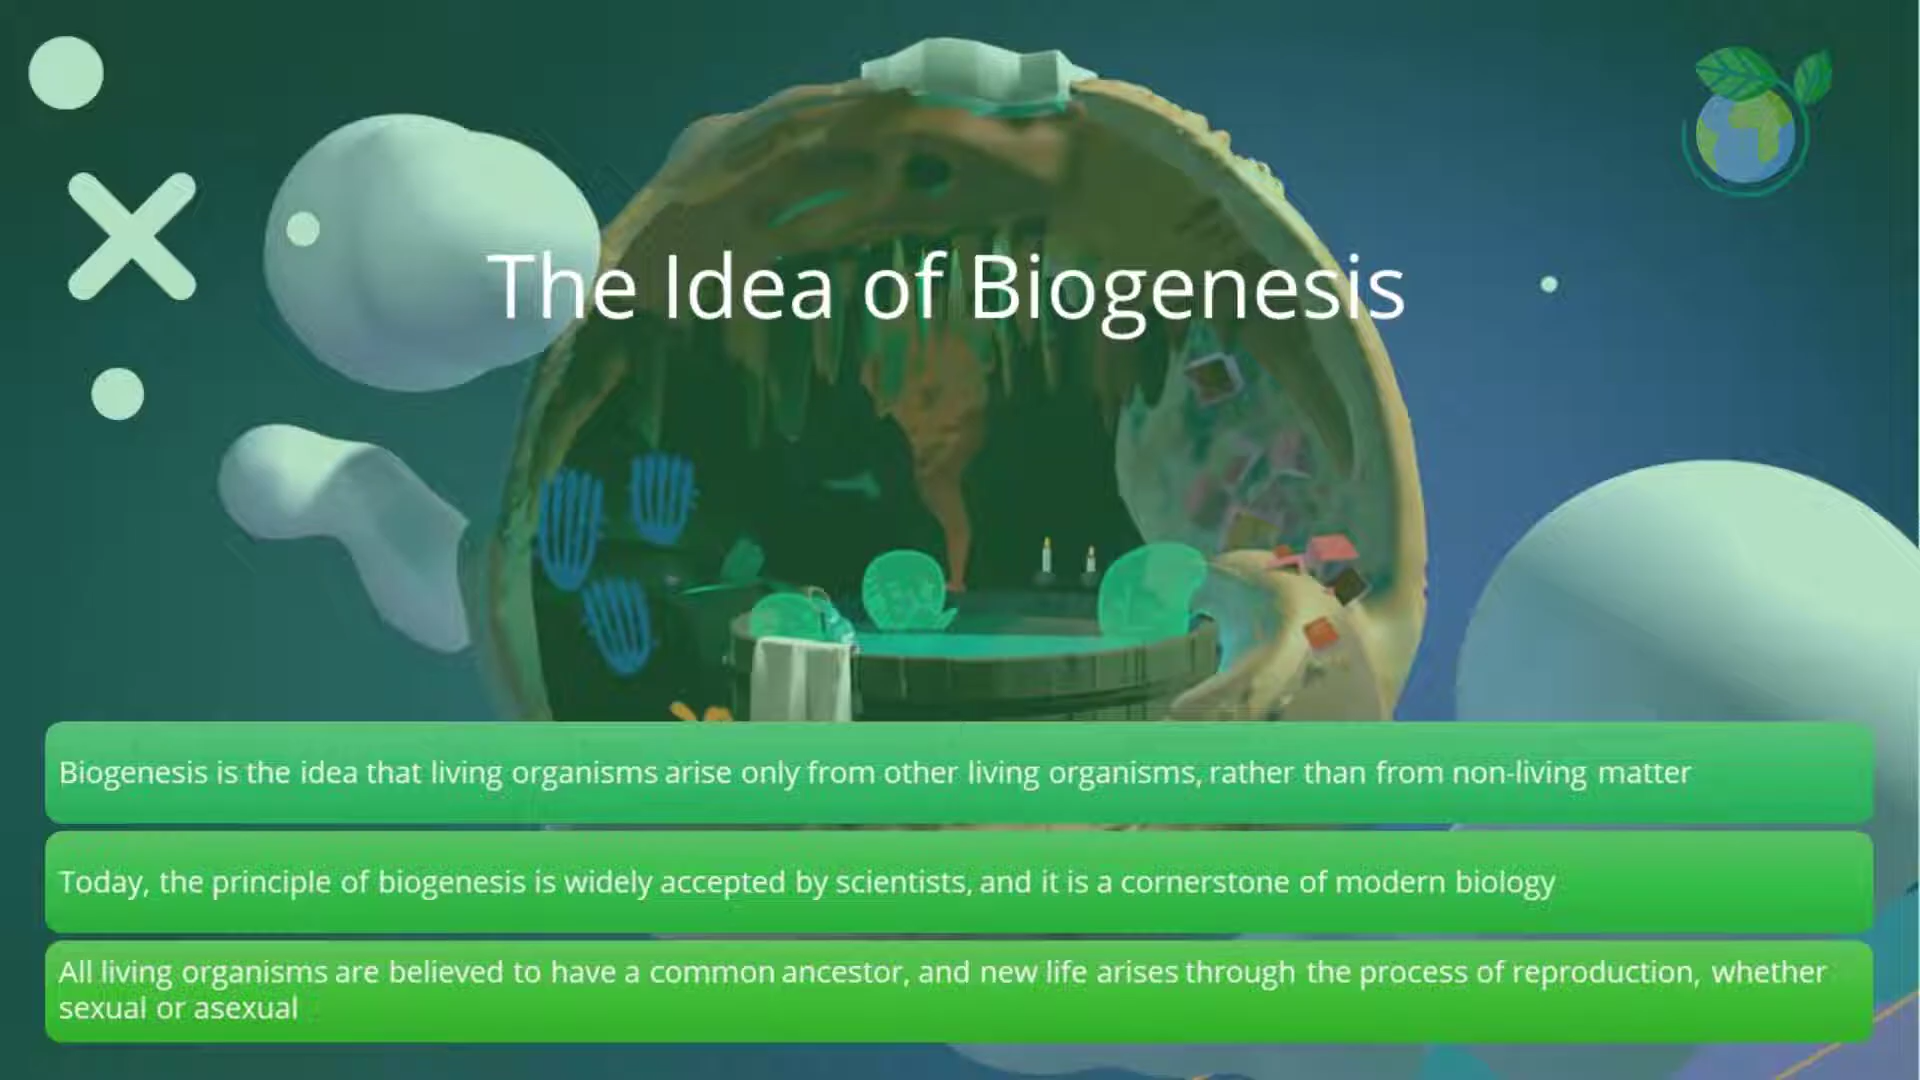 The Idea of Biogenesis
Biogenesis is the idea that living organisms arise only from other living organisms, rather than from non-living matter
Today, the principle of biogenesis is widely accepted by scientists, and it is a cornerstone of modern biology
All living organisms are believed to have a common ancestor, and new life arises through the process of reproduction, whether
sexual or asexual